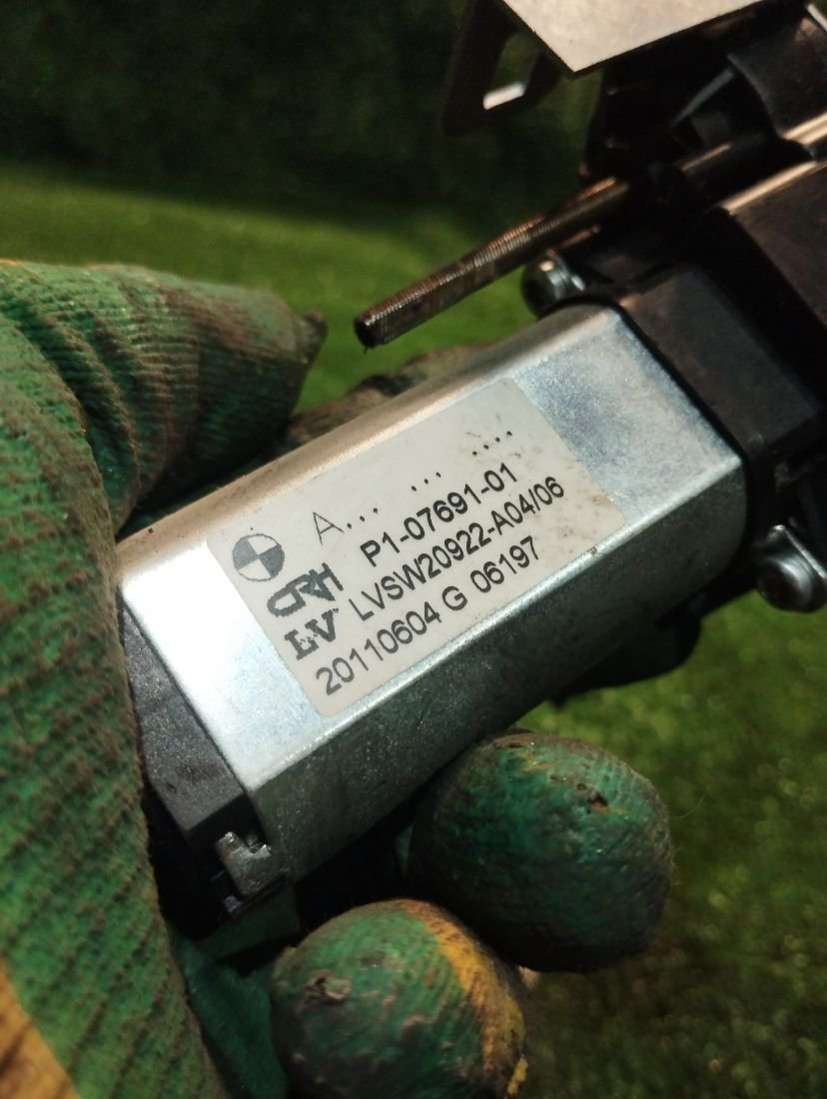 A... ... ....
CRH P1-07691-01
LV LVSW20922-A04/06
20110604 G 06197